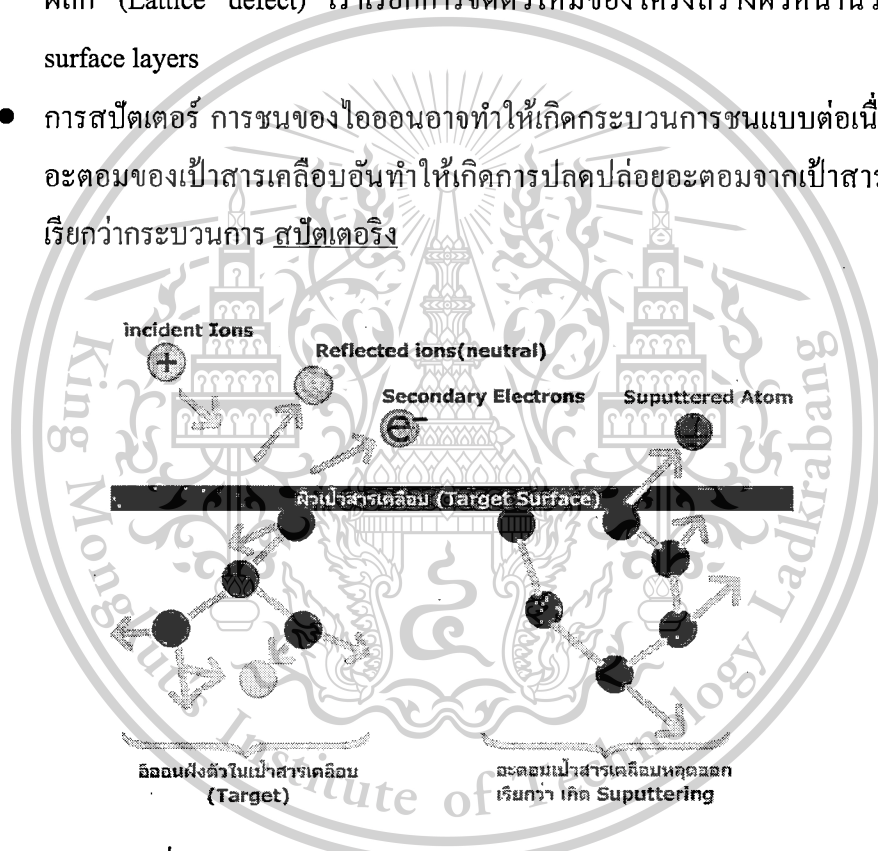 (Lattice defect)
surface layers
● การสปัตเตอร์ การชนของไอออนอาจทำให้เกิดกระบวนการชนแบบต่อเนื่
อะตอมของเป้าสารเคลือบอันทำให้เกิดการปลดปล่อยอะตอมจากเป้าสาร
เรียกว่ากระบวนการ สปัตเตอริง
incident Ions
Reflected ions(neutral)
Secondary Electrons
Suputtered Atom
+
e-
ผิวเป้าสารเคลือบ (Target Surface)
อิออนฝังตัวในเป้าสารเคลือบ
(Target)
อะตอมเป้าสารเคลือบหลุดออก
เรียกว่า เกิด Suputtering
King Mongkut's Institute of Technology Ladkrabang